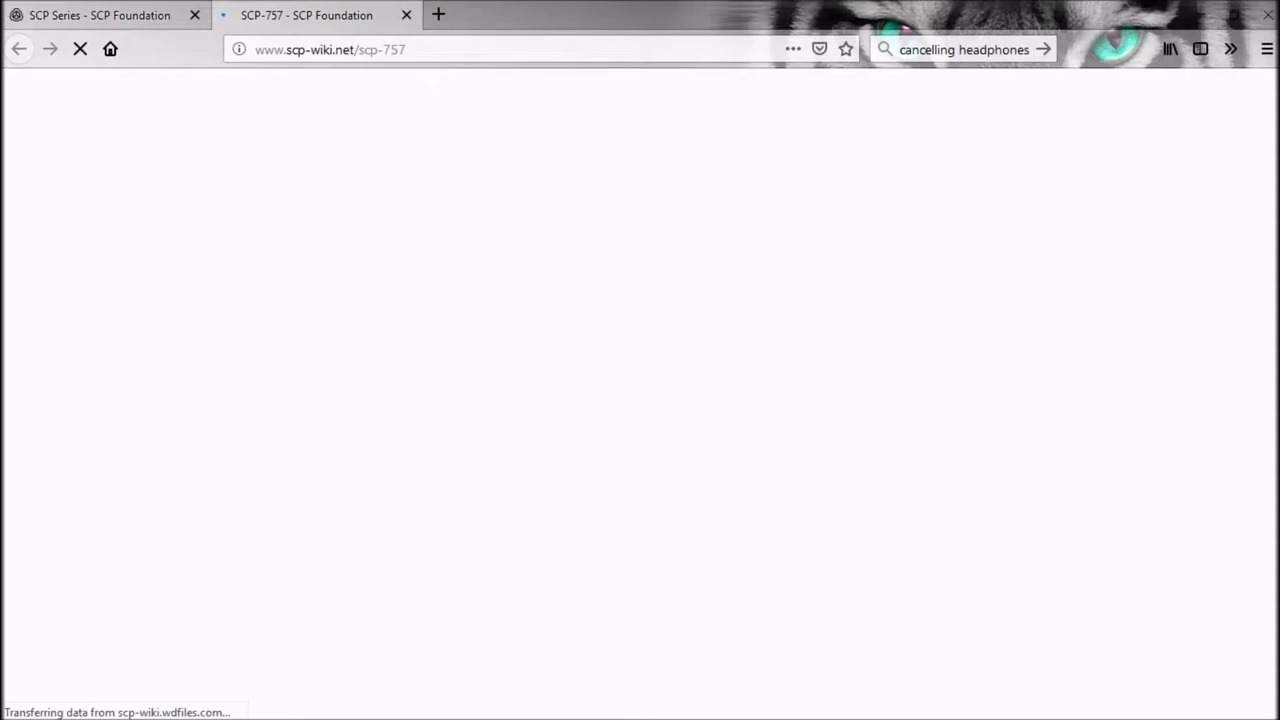 SCP Series - SCP Foundation
SCP-757 - SCP Foundation
www.scp-wiki.net/scp-757
cancelling headphones
Transferring data from scp-wiki.wdfiles.com...